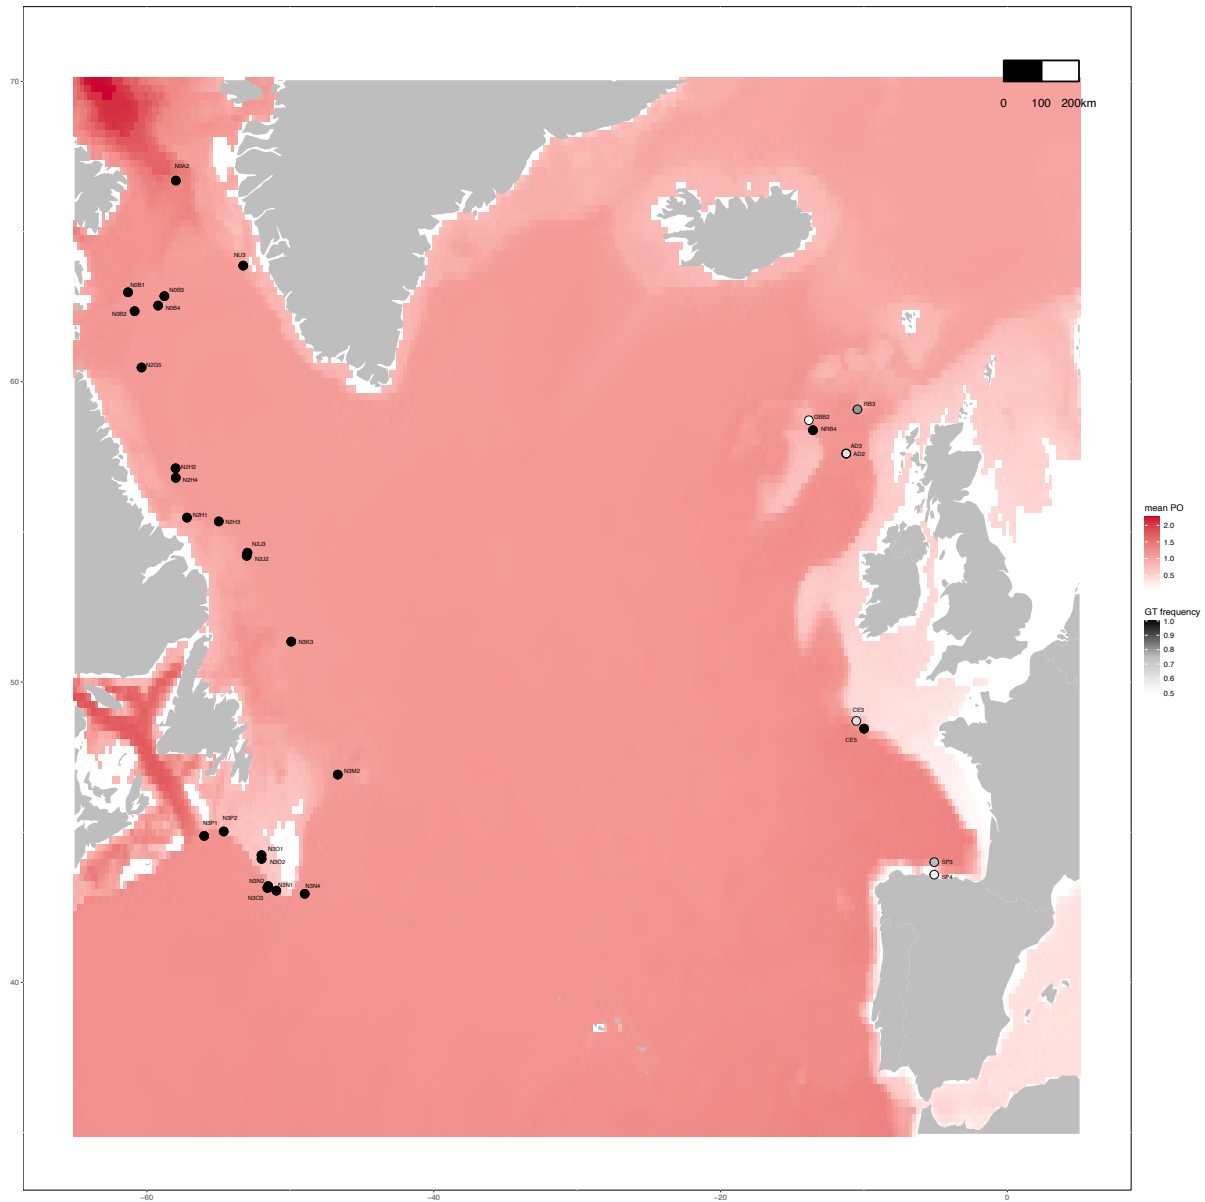 70
0 100 200km
N0A2
NU3
N0B1
N0B3
N0B4
N0B2
N2G5
60
RB3
GBB2
NRB4
AD3
AD2
N2H2
N2H4
N2H1
N2H3
N2J3
N2J2
mean PO
2.0
1.5
1.0
0.5
GT frequency
1.0
0.9
0.8
0.7
0.6
0.5
N3K3
50
CE3
CE5
N3M2
N3P2
N3P1
N3O1
N3O2
N3N2
N3N1
N3N4
N3O3
SP3
SP4
40
−60
−40
−20
0